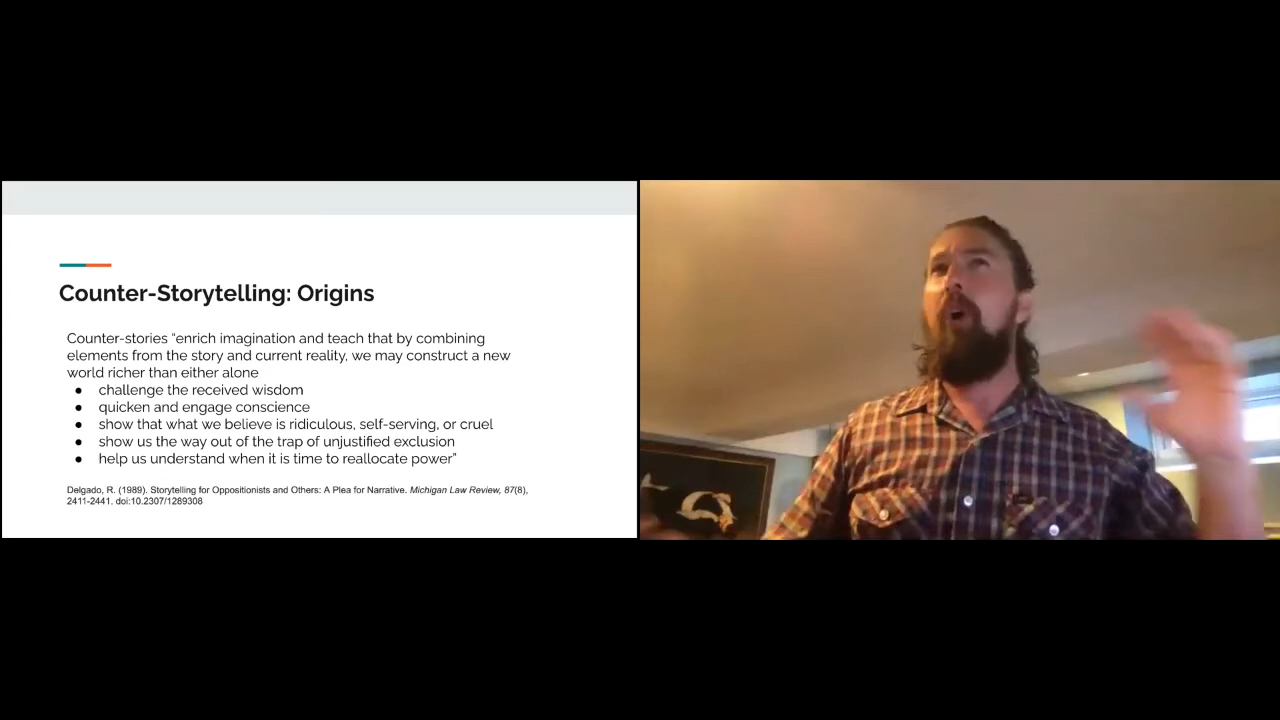 Counter-Storytelling: Origins
Counter-stories “enrich imagination and teach that by combining
elements from the story and current reality, we may construct a new
world richer than either alone
● challenge the received wisdom
● quicken and engage conscience
● show that what we believe is ridiculous, self-serving, or cruel
● show us the way out of the trap of unjustified exclusion
● help us understand when it is time to reallocate power”
Delgado, R. (1989). Storytelling for Oppositionists and Others: A Plea for Narrative. Michigan Law Review, 87(8),
2411-2441. doi:10.2307/1289308